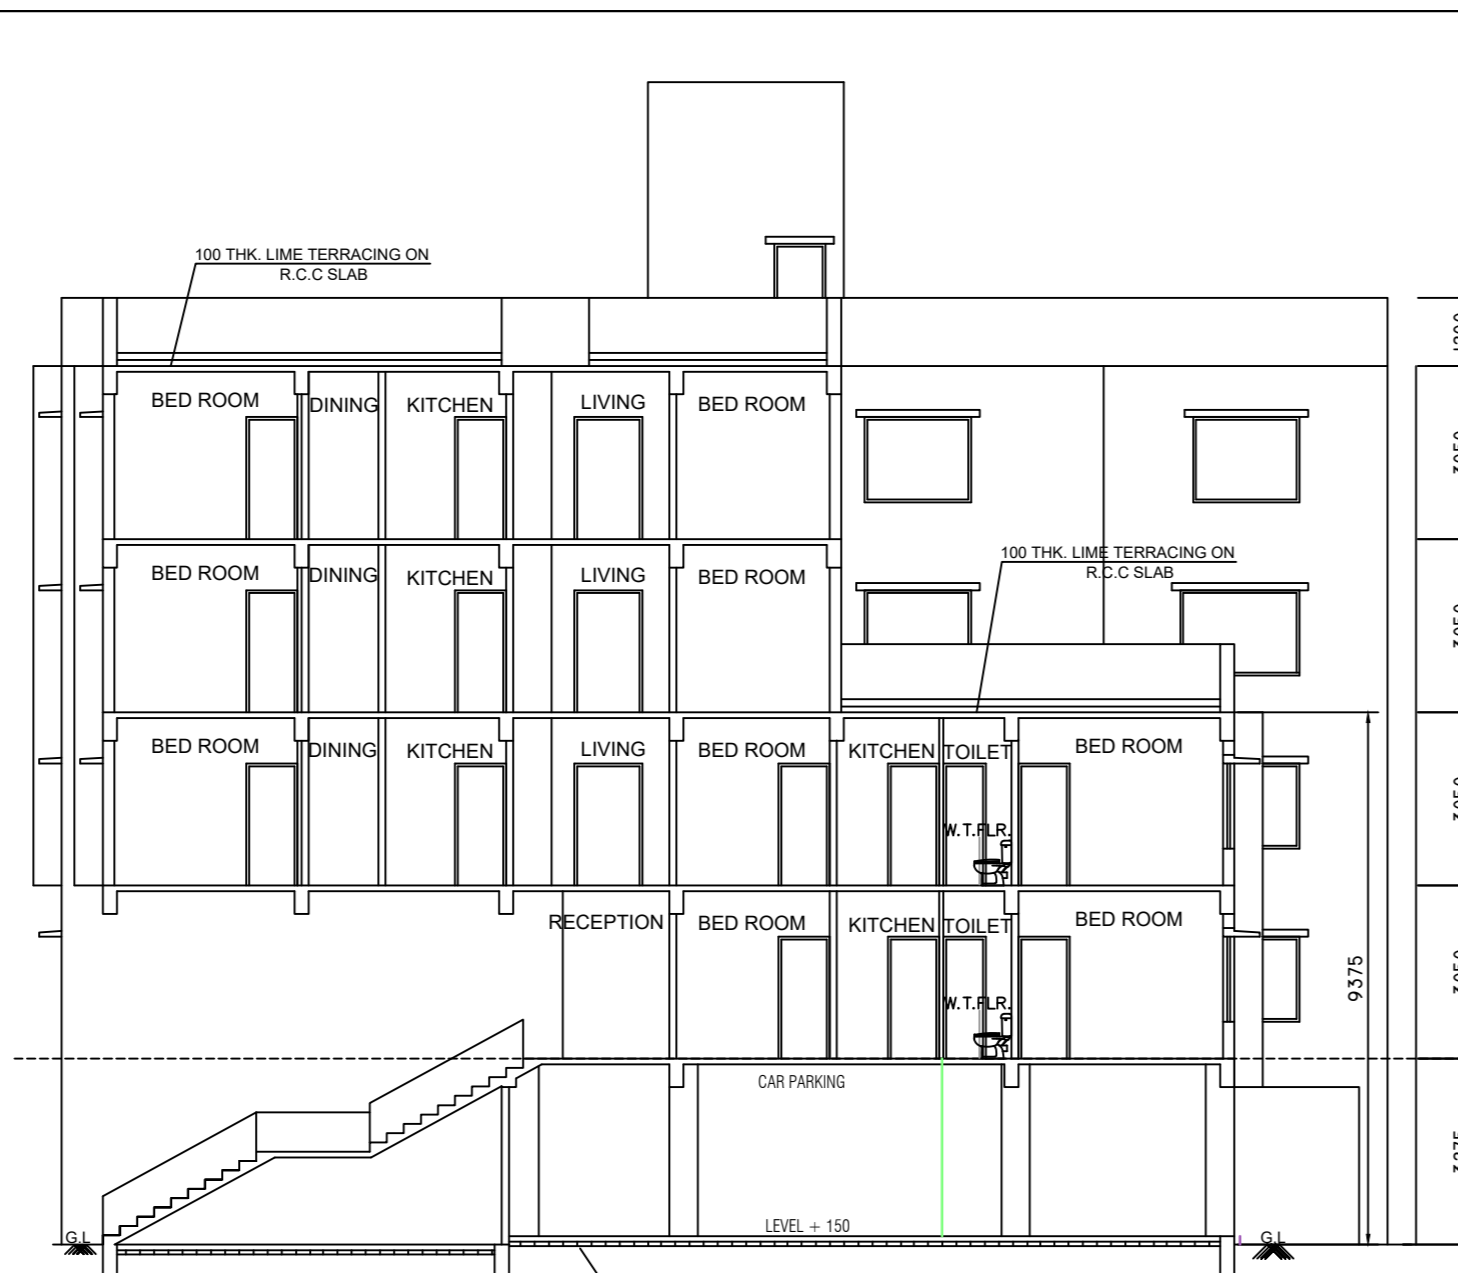 100 THK. LIME TERRACING ON
R.C.C SLAB
BED ROOM
DINING
KITCHEN
LIVING
BED ROOM
100 THK. LIME TERRACING ON
R.C.C SLAB
BED ROOM
DINING
KITCHEN
LIVING
BED ROOM
BED ROOM
DINING
KITCHEN
LIVING
BED ROOM
KITCHEN
TOILET
BED ROOM
W.T.FLR.
RECEPTION
BED ROOM
KITCHEN
TOILET
BED ROOM
9375
W.T.FLR.
CAR PARKING
LEVEL + 150
G.L
G.L